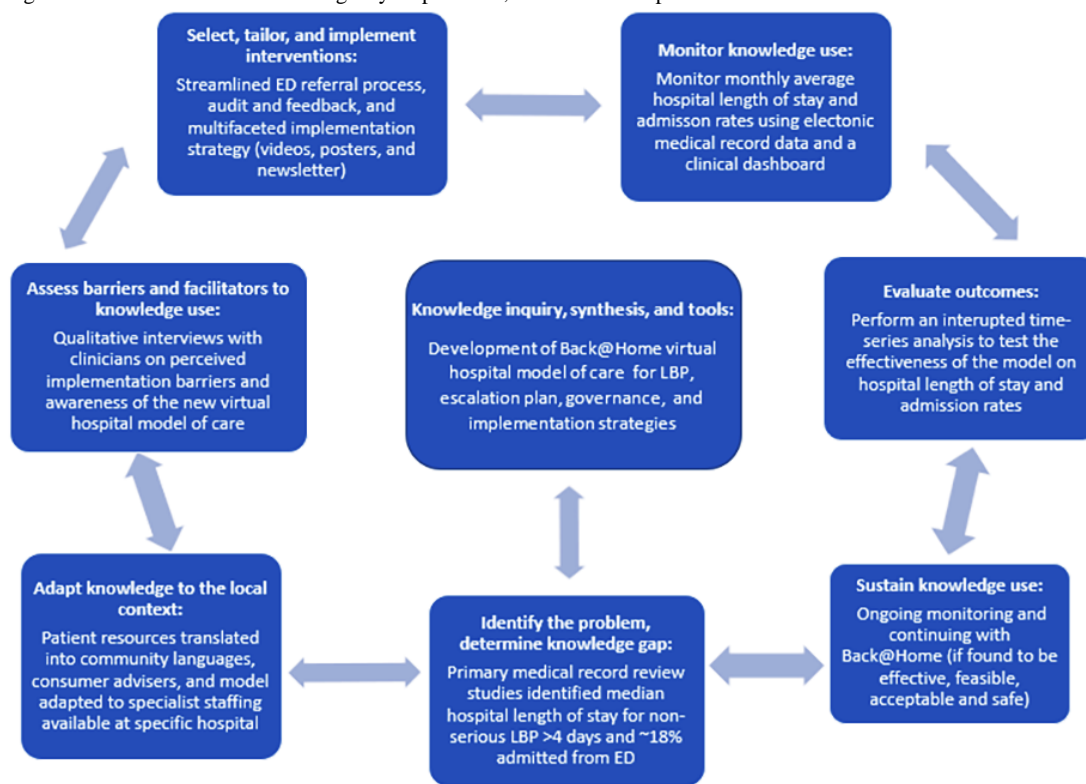 Select, tailor, and implement
interventions:
Streamlined ED referral process,
audit and feedback, and
multifaceted implementation
strategy (videos, posters, and
newsletter)
Monitor knowledge use:
Monitor monthly average
hospital length of stay and
admisson rates using electonic
medical record data and a
clinical dashboard
Assess barriers and facilitators to
knowledge use:
Qualitative interviews with
clinicians on perceived
implementation barriers and
awareness of the new virtual
hospital model of care
Knowledge inquiry, synthesis, and tools:
Development of Back@Home virtual
hospital model of care for LBP,
escalation plan, governance, and
implementation strategies
Evaluate outcomes:
Perform an interupted time-
series analysis to test the
effectiveness of the model on
hospital length of stay and
admission rates
Adapt knowledge to the local
context:
Patient resources translated
into community languages,
consumer advisers, and model
adapted to specialist staffing
available at specific hospital
Identify the problem,
determine knowledge gap:
Primary medical record review
studies identified median
hospital length of stay for non-
serious LBP >4 days and ~18%
admitted from ED
Sustain knowledge use:
Ongoing monitoring and
continuing with
Back@Home (if found to be
effective, feasible,
acceptable and safe)